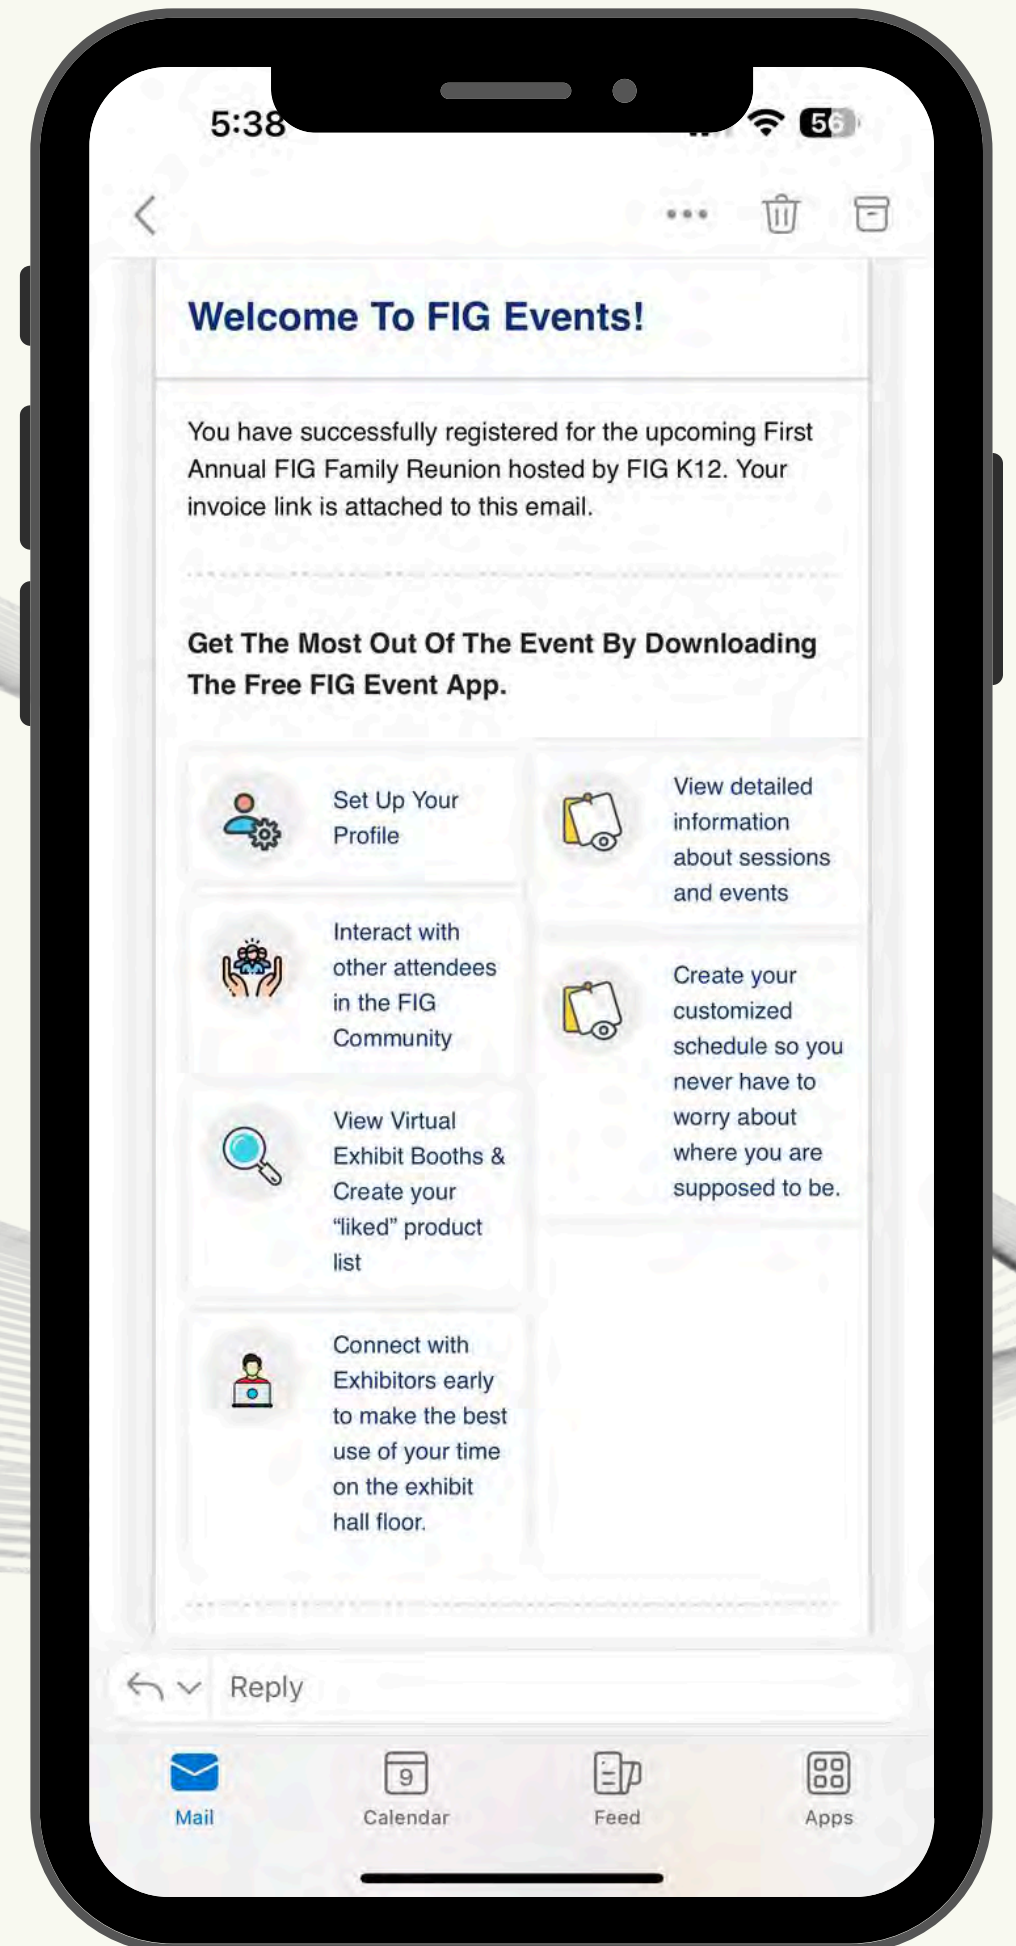 5:38
56
Welcome To FIG Events!
You have successfully registered for the upcoming First
Annual FIG Family Reunion hosted by FIG K12. Your
invoice link is attached to this email.
Get The Most Out Of The Event By Downloading
The Free FIG Event App.
Set Up Your
Profile
Interact with
other attendees
in the FIG
Community
View Virtual
Exhibit Booths &
Create your
“liked” product
list
Connect with
Exhibitors early
to make the best
use of your time
on the exhibit
hall floor.
View detailed
information
about sessions
and events
Create your
customized
schedule so you
never have to
worry about
where you are
supposed to be.
Reply
9
Mail
Calendar
Feed
Apps